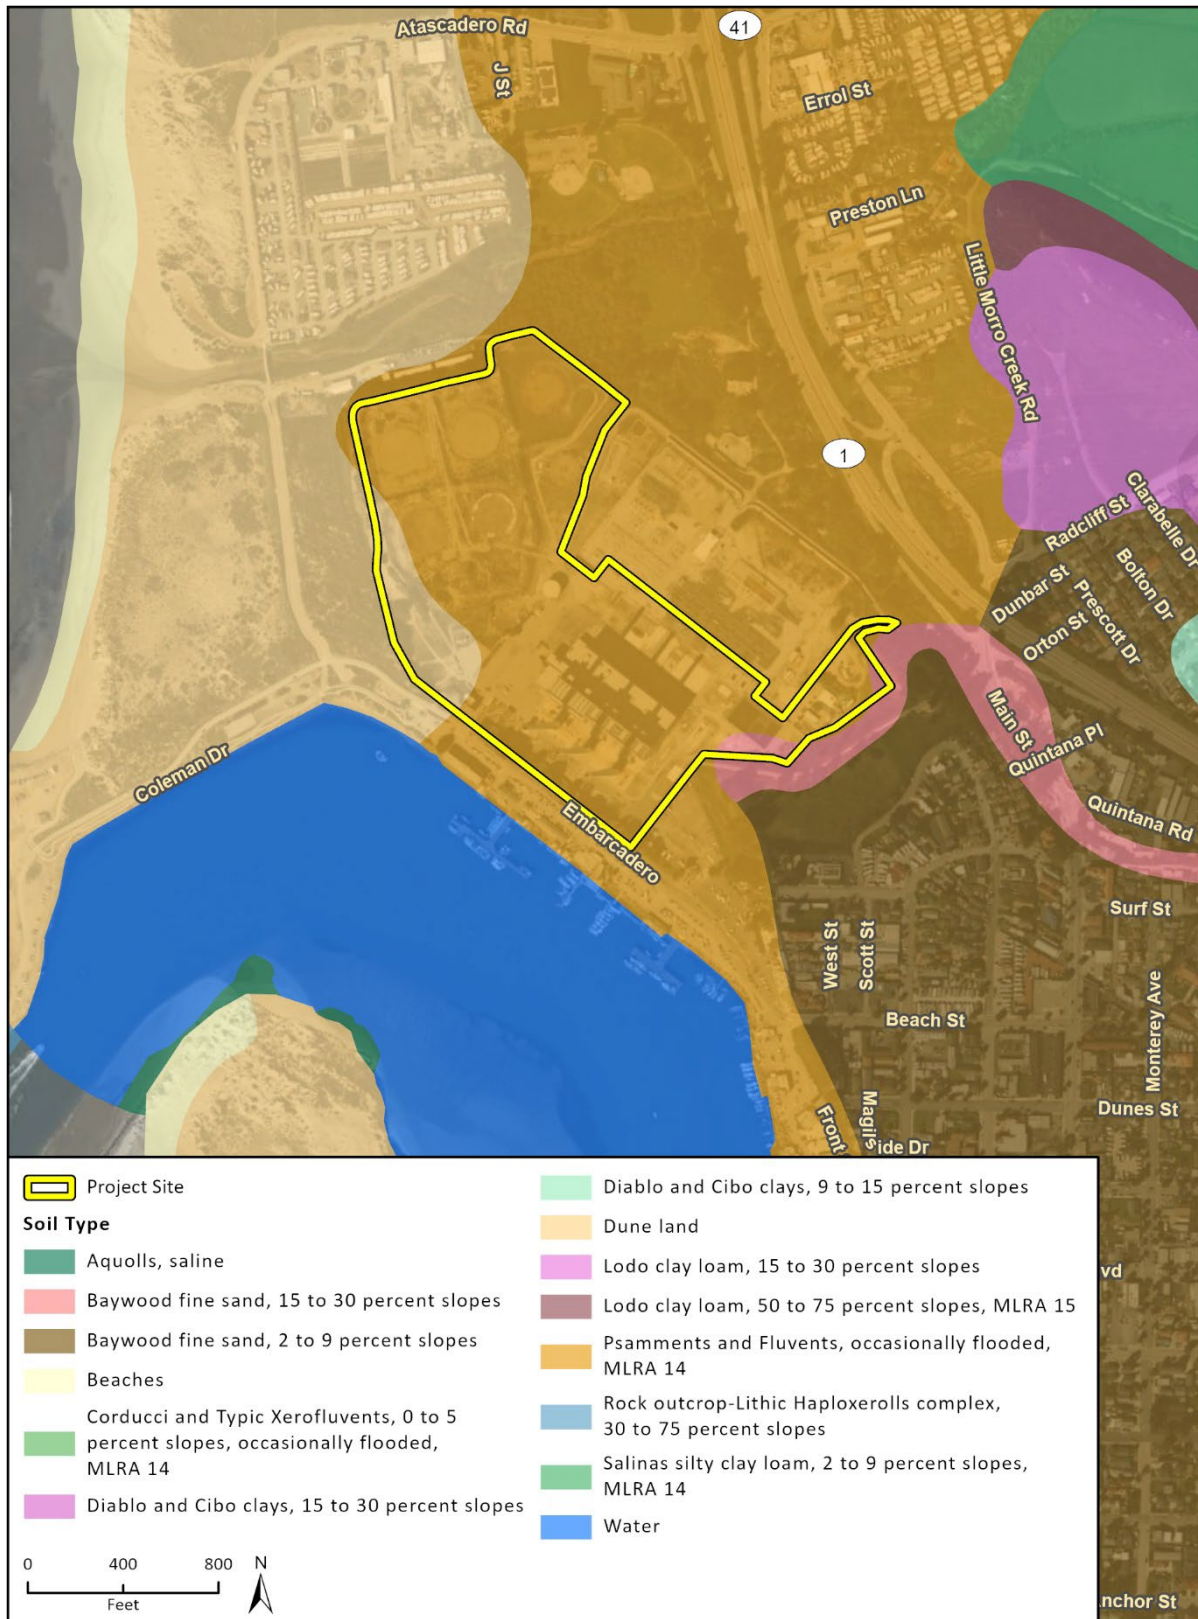 Atascadero Rd
41
J St
Errol St
Preston Ln
Little Morro Creek Rd
1
Clarabelle Dr
Radcliff St
Bolton Dr
Dunbar St
Prescott Dr
Orton St
Main St
Quintana Pl
Coleman Dr
Quintana Rd
Embarcadero
Surf St
West St
Scott St
Monterey Ave
Beach St
Dunes St
Front
Magills
ide Dr
vd
nchor St
Project Site
Soil Type
Aquolls, saline
Baywood fine sand, 15 to 30 percent slopes
Baywood fine sand, 2 to 9 percent slopes
Beaches
Corducci and Typic Xerofluvents, 0 to 5
percent slopes, occasionally flooded,
MLRA 14
Diablo and Cibo clays, 15 to 30 percent slopes
Diablo and Cibo clays, 9 to 15 percent slopes
Dune land
Lodo clay loam, 15 to 30 percent slopes
Lodo clay loam, 50 to 75 percent slopes, MLRA 15
Psamments and Fluvents, occasionally flooded,
MLRA 14
Rock outcrop-Lithic Haploxerolls complex,
30 to 75 percent slopes
Salinas silty clay loam, 2 to 9 percent slopes,
MLRA 14
Water
0 400 800
Feet
N